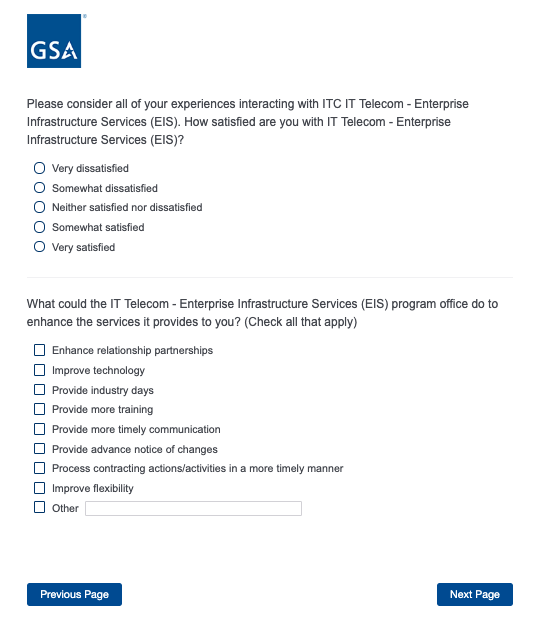 GSA
Please consider all of your experiences interacting with ITC IT Telecom - Enterprise
Infrastructure Services (EIS). How satisfied are you with IT Telecom - Enterprise
Infrastructure Services (EIS)?
Very dissatisfied
Somewhat dissatisfied
Neither satisfied nor dissatisfied
Somewhat satisfied
Very satisfied
What could the IT Telecom - Enterprise Infrastructure Services (EIS) program office do to
enhance the services it provides to you? (Check all that apply)
Enhance relationship partnerships
Improve technology
Provide industry days
Provide more training
Provide more timely communication
Provide advance notice of changes
Process contracting actions/activities in a more timely manner
Improve flexibility
Other
Previous Page
Next Page